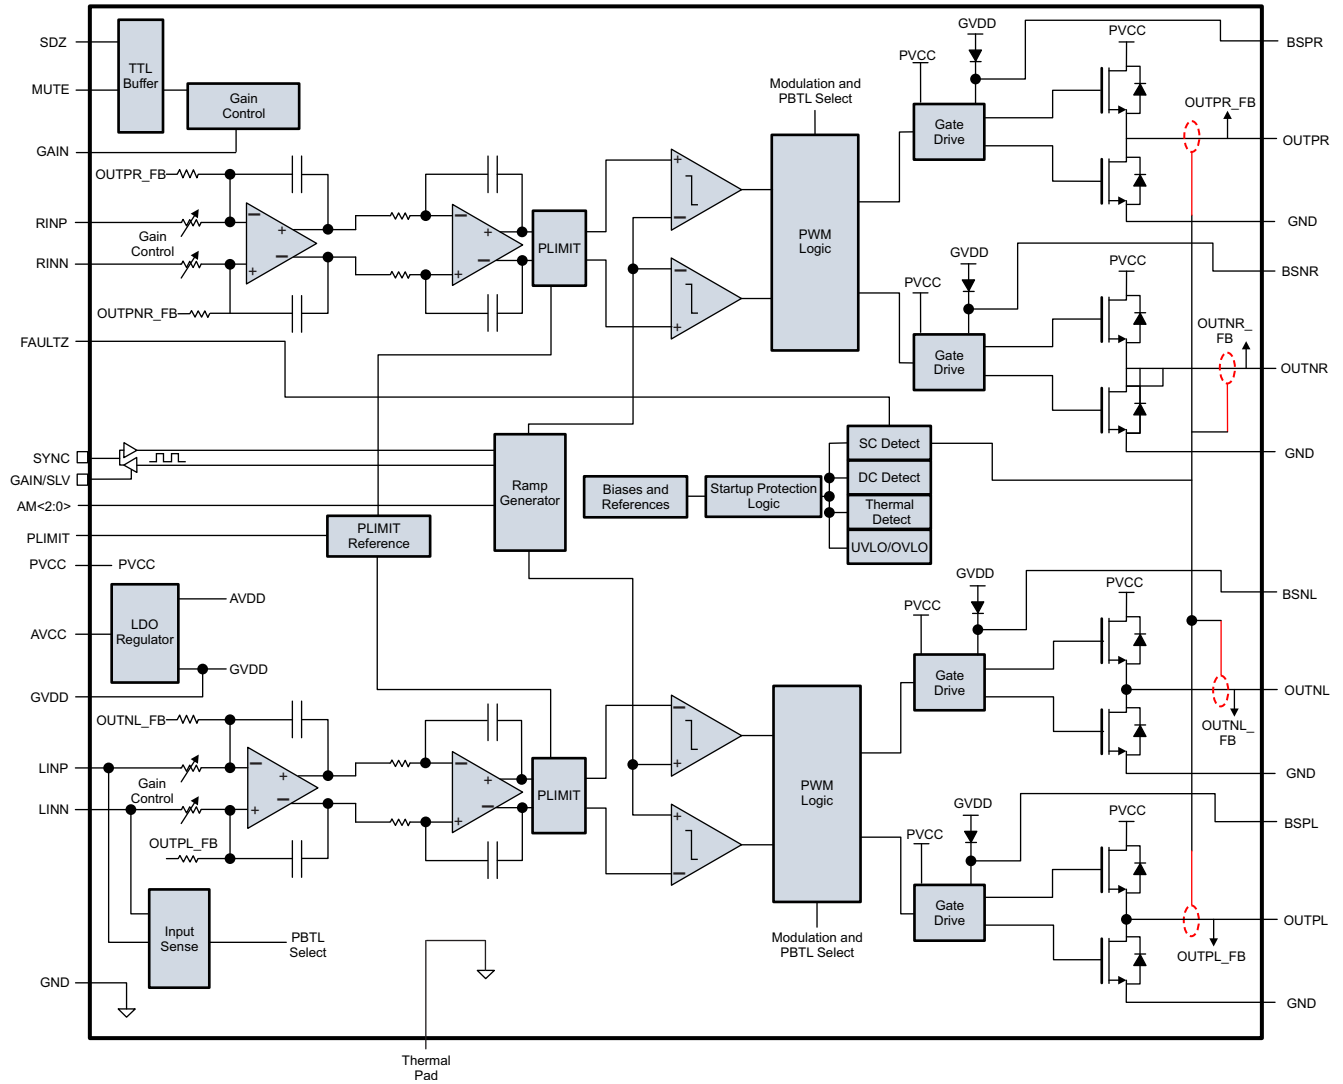 SDZ
MUTE
GAIN
TTL
Buffer
Gain
Control
OUTPR_FB
RINP
Gain
Control
RINN
OUTPNR_FB
FAULTZ
+
−
+
−
+
−
+
−
PLIMIT
+
−
−
+
Modulation and
PBTL Select
PWM
Logic
GVDD
PVCC
Gate
Drive
PVCC
BSPR
OUTPR_FB
OUTPR
GND
GVDD
PVCC
Gate
Drive
PVCC
BSNR
OUTNR_
FB
OUTNR
GND
SYNC
GAIN/SLV
AM<2:0>
PLIMIT
PVCC
PVCC
PLIMIT
Reference
Ramp
Generator
Biases and
References
Startup Protection
Logic
SC Detect
DC Detect
Thermal
Detect
UVLO/OVLO
AVCC
LDO
Regulator
AVDD
GVDD
GVDD
OUTNL_FB
LINP
Gain
Control
LINN
OUTPL_FB
−
+
+
−
−
+
+
−
PLIMIT
−
+
+
−
PWM
Logic
Modulation and
PBTL Select
GVDD
PVCC
Gate
Drive
PVCC
BSNL
OUTNL
OUTNL_
FB
GND
GVDD
PVCC
Gate
Drive
PVCC
BSPL
OUTPL
OUTPL_FB
GND
Input
Sense
PBTL
Select
GND
Thermal
Pad